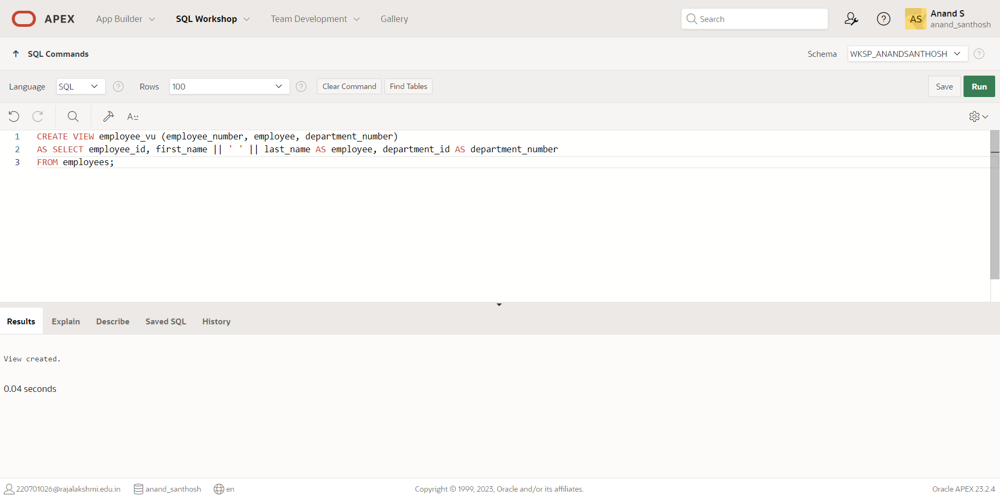 APEX App Builder SQL Workshop Team Development Gallery Search AS Anand S
anand_santhosh
SQL Commands Schema WKSP_ANANDSANTHOSH
Language SQL Rows 100 Clear Command Find Tables Save Run
A::
1 CREATE VIEW employee_vu (employee_number, employee, department_number)
2 AS SELECT employee_id, first_name || ' ' || last_name AS employee, department_id AS department_number
3 FROM employees;
Results Explain Describe Saved SQL History
View created.
0.04 seconds
220701026@rajalakshmi.edu.in anand_santhosh en Copyright © 1999, 2023, Oracle and/or its affiliates. Oracle APEX 23.2.4